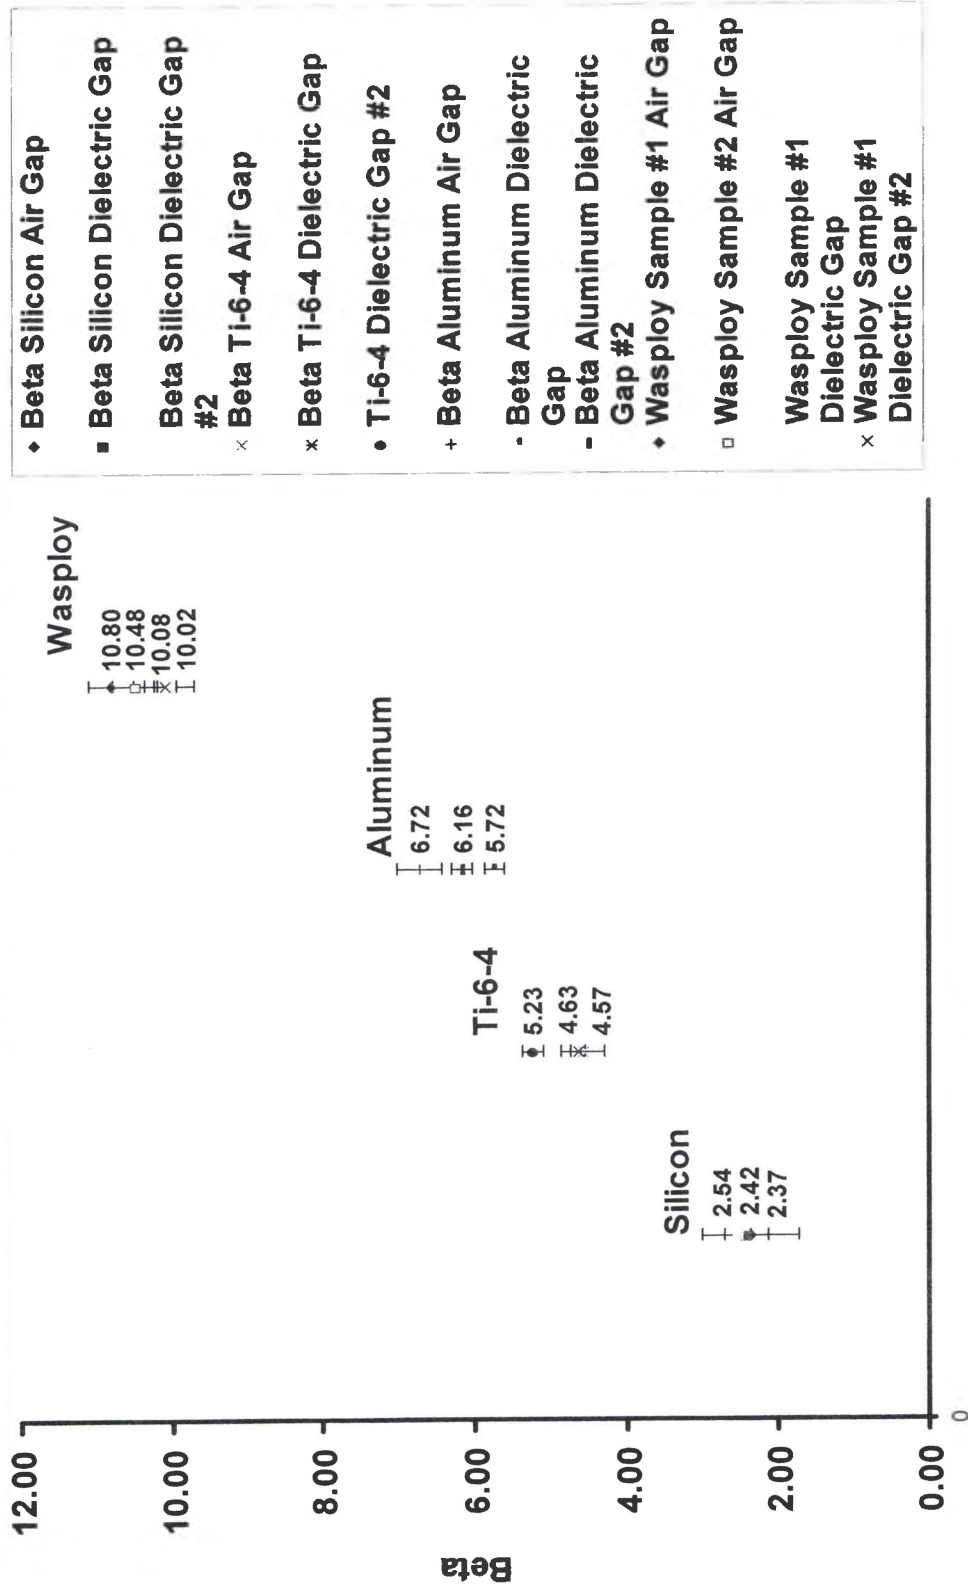 12.00
10.00
8.00
6.00
4.00
2.00
0.00
0
Beta
Silicon
2.54
2.42
2.37
Ti-6-4
5.23
4.63
4.57
Aluminum
6.72
6.16
5.72
Wasploy
10.80
10.48
10.08
10.02
Beta Silicon Air Gap
Beta Silicon Dielectric Gap
Beta Silicon Dielectric Gap
#2
Beta Ti-6-4 Air Gap
Beta Ti-6-4 Dielectric Gap
Ti-6-4 Dielectric Gap #2
Beta Aluminum Air Gap
Beta Aluminum Dielectric
Gap
Beta Aluminum Dielectric
Gap #2
Wasploy Sample #1 Air Gap
Wasploy Sample #2 Air Gap
Wasploy Sample #1
Dielectric Gap
Wasploy Sample #1
Dielectric Gap #2